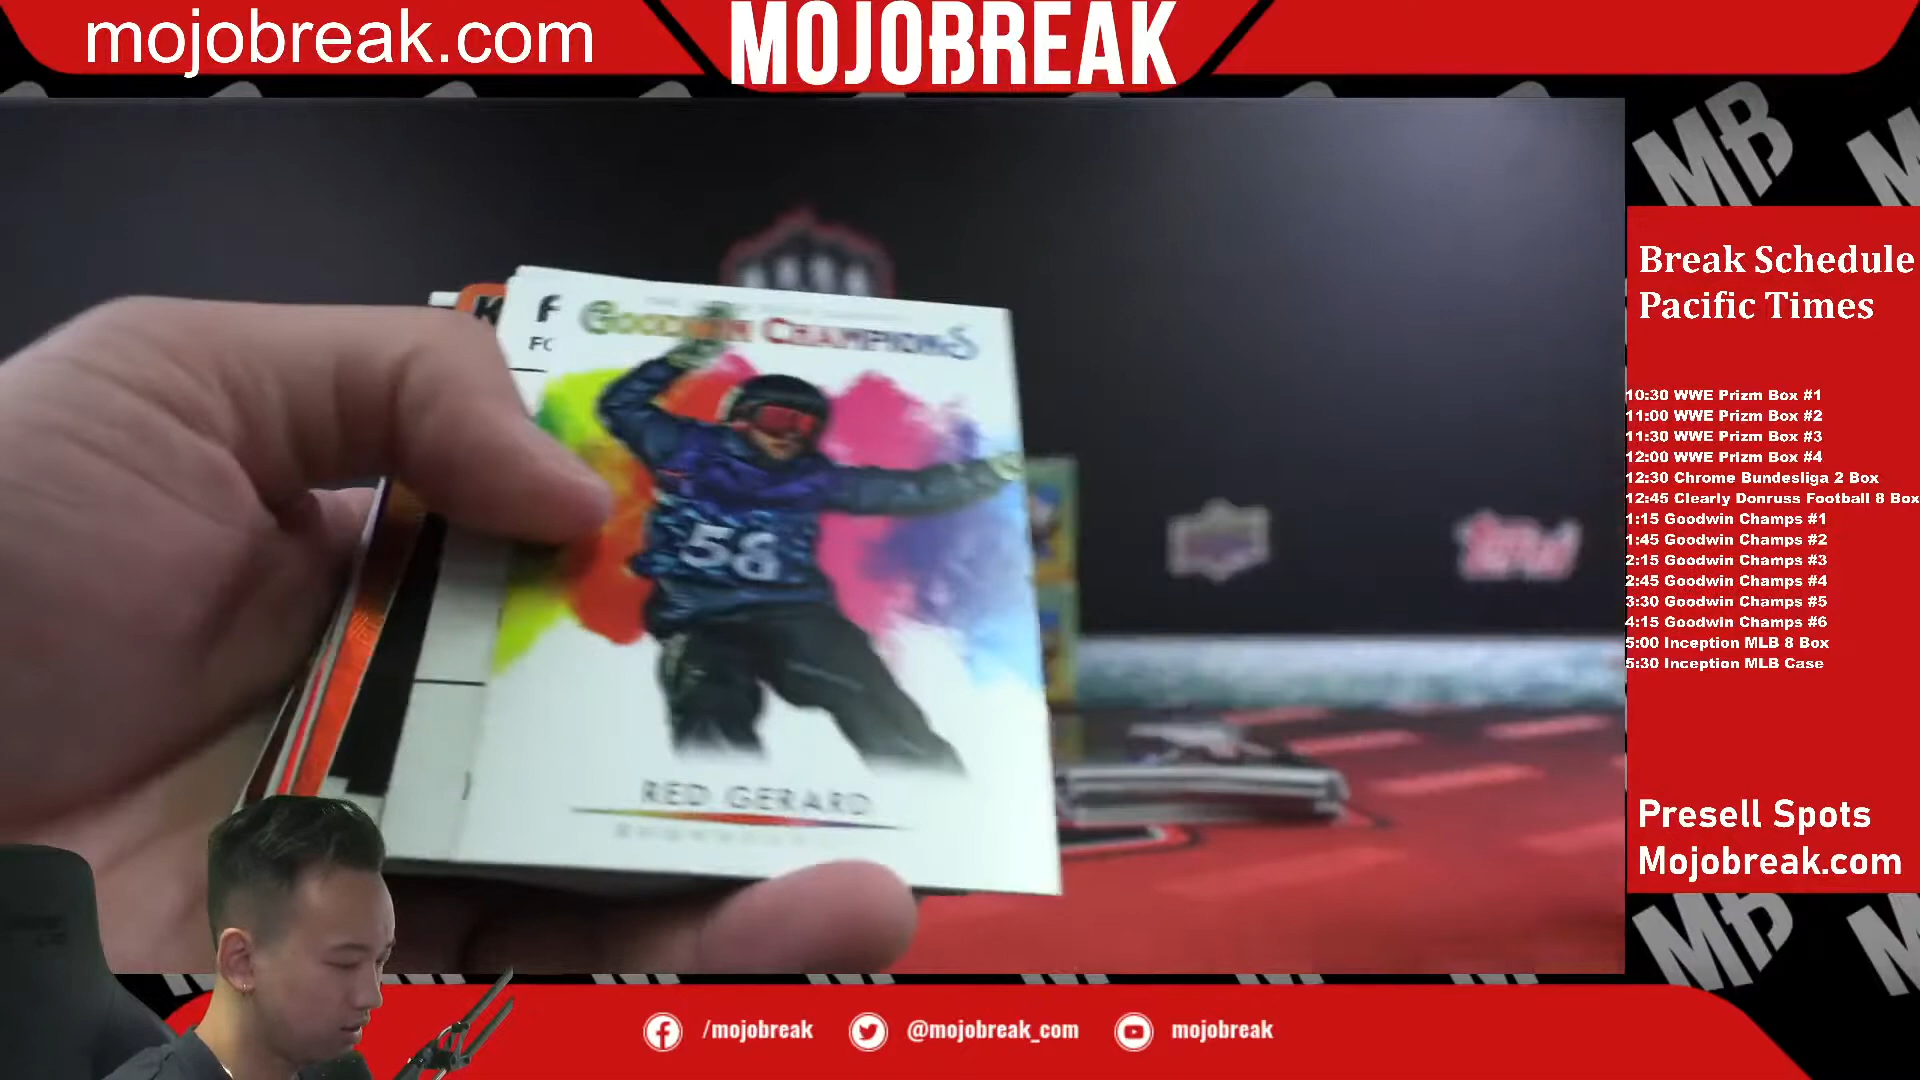 mojobreak.com
MOJOBREAK
MB
Break Schedule
Pacific Times
10:30 WWE Prizm Box #1
11:00 WWE Prizm Box #2
11:30 WWE Prizm Box #3
12:00 WWE Prizm Box #4
12:30 Chrome Bundesliga 2 Box
12:45 Clearly Donruss Football 8 Box
1:15 Goodwin Champs #1
1:45 Goodwin Champs #2
2:15 Goodwin Champs #3
2:45 Goodwin Champs #4
3:30 Goodwin Champs #5
4:15 Goodwin Champs #6
5:00 Inception MLB 8 Box
5:30 Inception MLB Case
GOODWIN CHAMPIONS
58
RED GERARD
Presell Spots
Mojobreak.com
MB
/mojobreak
@mojobreak_com
mojobreak